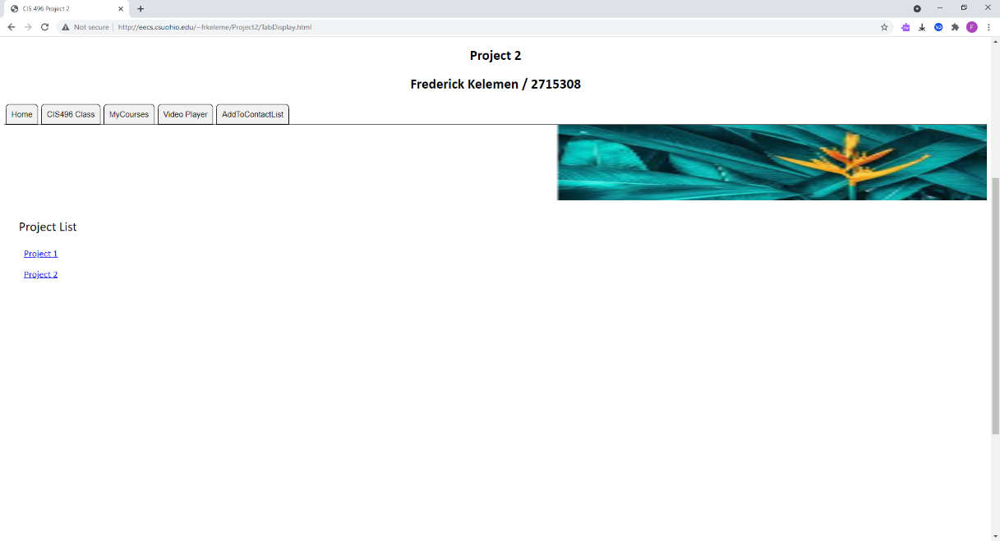 CIS 496 Project 2
Not secure
http://eecs.csuohio.edu/~frkeleme/Project2/TabDisplay.html
F
Project 2
Frederick Kelemen / 2715308
Home CIS496 Class MyCourses Video Player AddToContactList
Project List
Project 1
Project 2